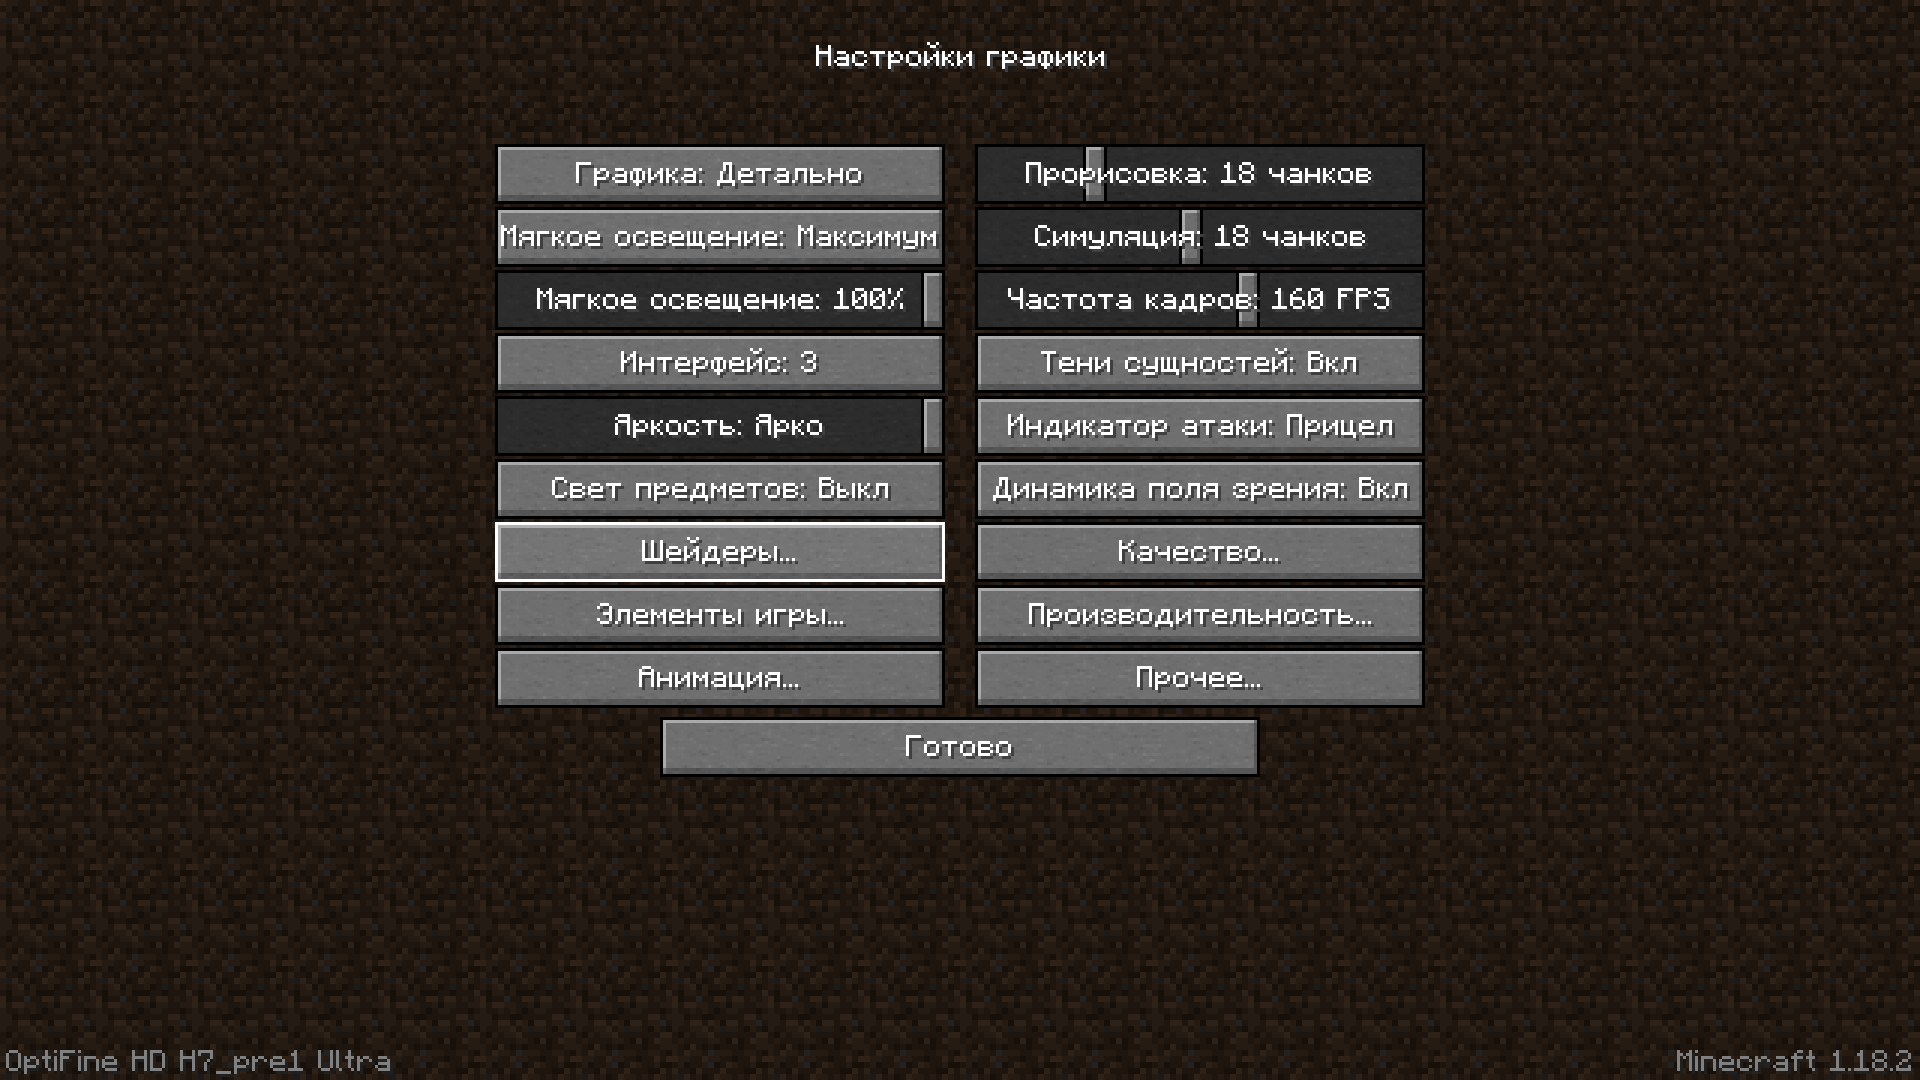 Настройки графики
Графика: Детально
Прорисовка: 18 чанков
Мягкое освещение: Максимум
Симуляция: 18 чанков
Мягкое освещение: 100%
Частота кадров: 160 FPS
Интерфейс: 3
Тени сущностей: Вкл
Яркость: Ярко
Индикатор атаки: Прицел
Свет предметов: Выкл
Динамика поля зрения: Вкл
Шейдеры...
Качество...
Элементы игры...
Производительность...
Анимация...
Прочее...
Готово
OptiFine HD H7_pre1 Ultra
Minecraft 1.18.2